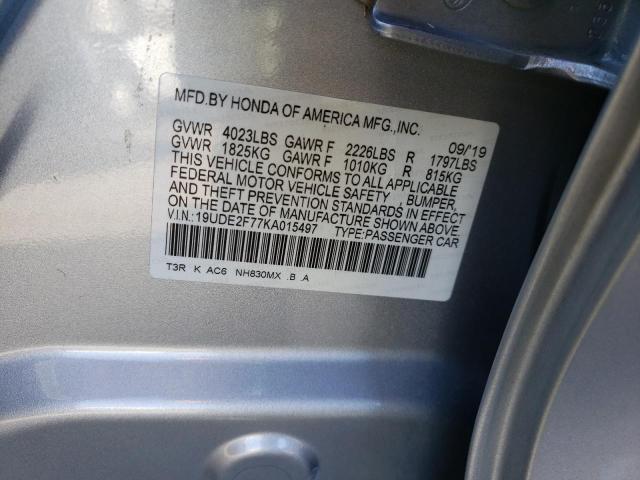 MFD.BY HONDA OF AMERICA MFG.,INC.
09/'19
GVWR 4023LBS GAWR F 2226LBS R 1797LBS
GVWR 1825KG GAWR F 1010KG R 815KG
THIS VEHICLE CONFORMS TO ALL APPLICABLE
FEDERAL MOTOR VEHICLE SAFETY , BUMPER,
AND THEFT PREVENTION STANDARDS IN EFFECT
ON THE DATE OF MANUFACTURE SHOWN ABOVE.
V.I.N.:19UDE2F77KA015497 TYPE:PASSENGER CAR
T3R K AC6 NH830MX .B .A